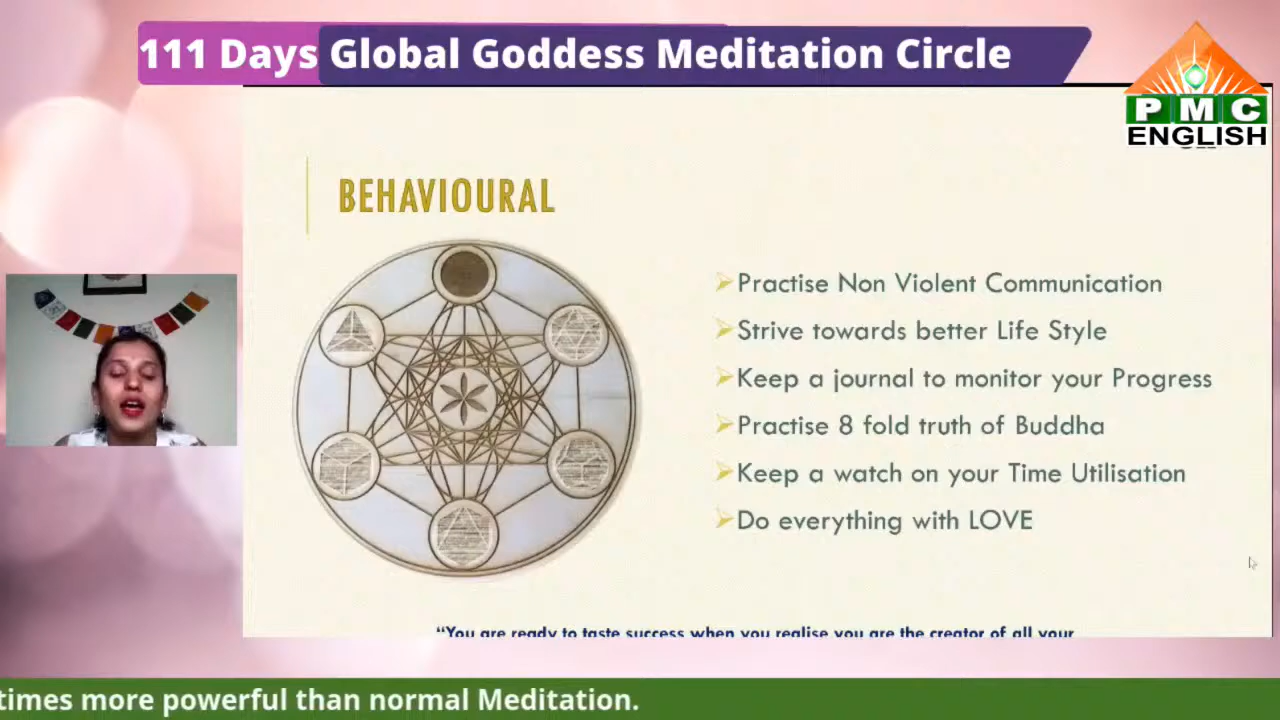 111 Days Global Goddess Meditation Circle
PMC
ENGLISH
BEHAVIOURAL
Practise Non Violent Communication
Strive towards better Life Style
Keep a journal to monitor your Progress
Practise 8 fold truth of Buddha
Keep a watch on your Time Utilisation
Do everything with LOVE
“You are ready to taste success when you realise you are the creator of all your
times more powerful than normal Meditation.